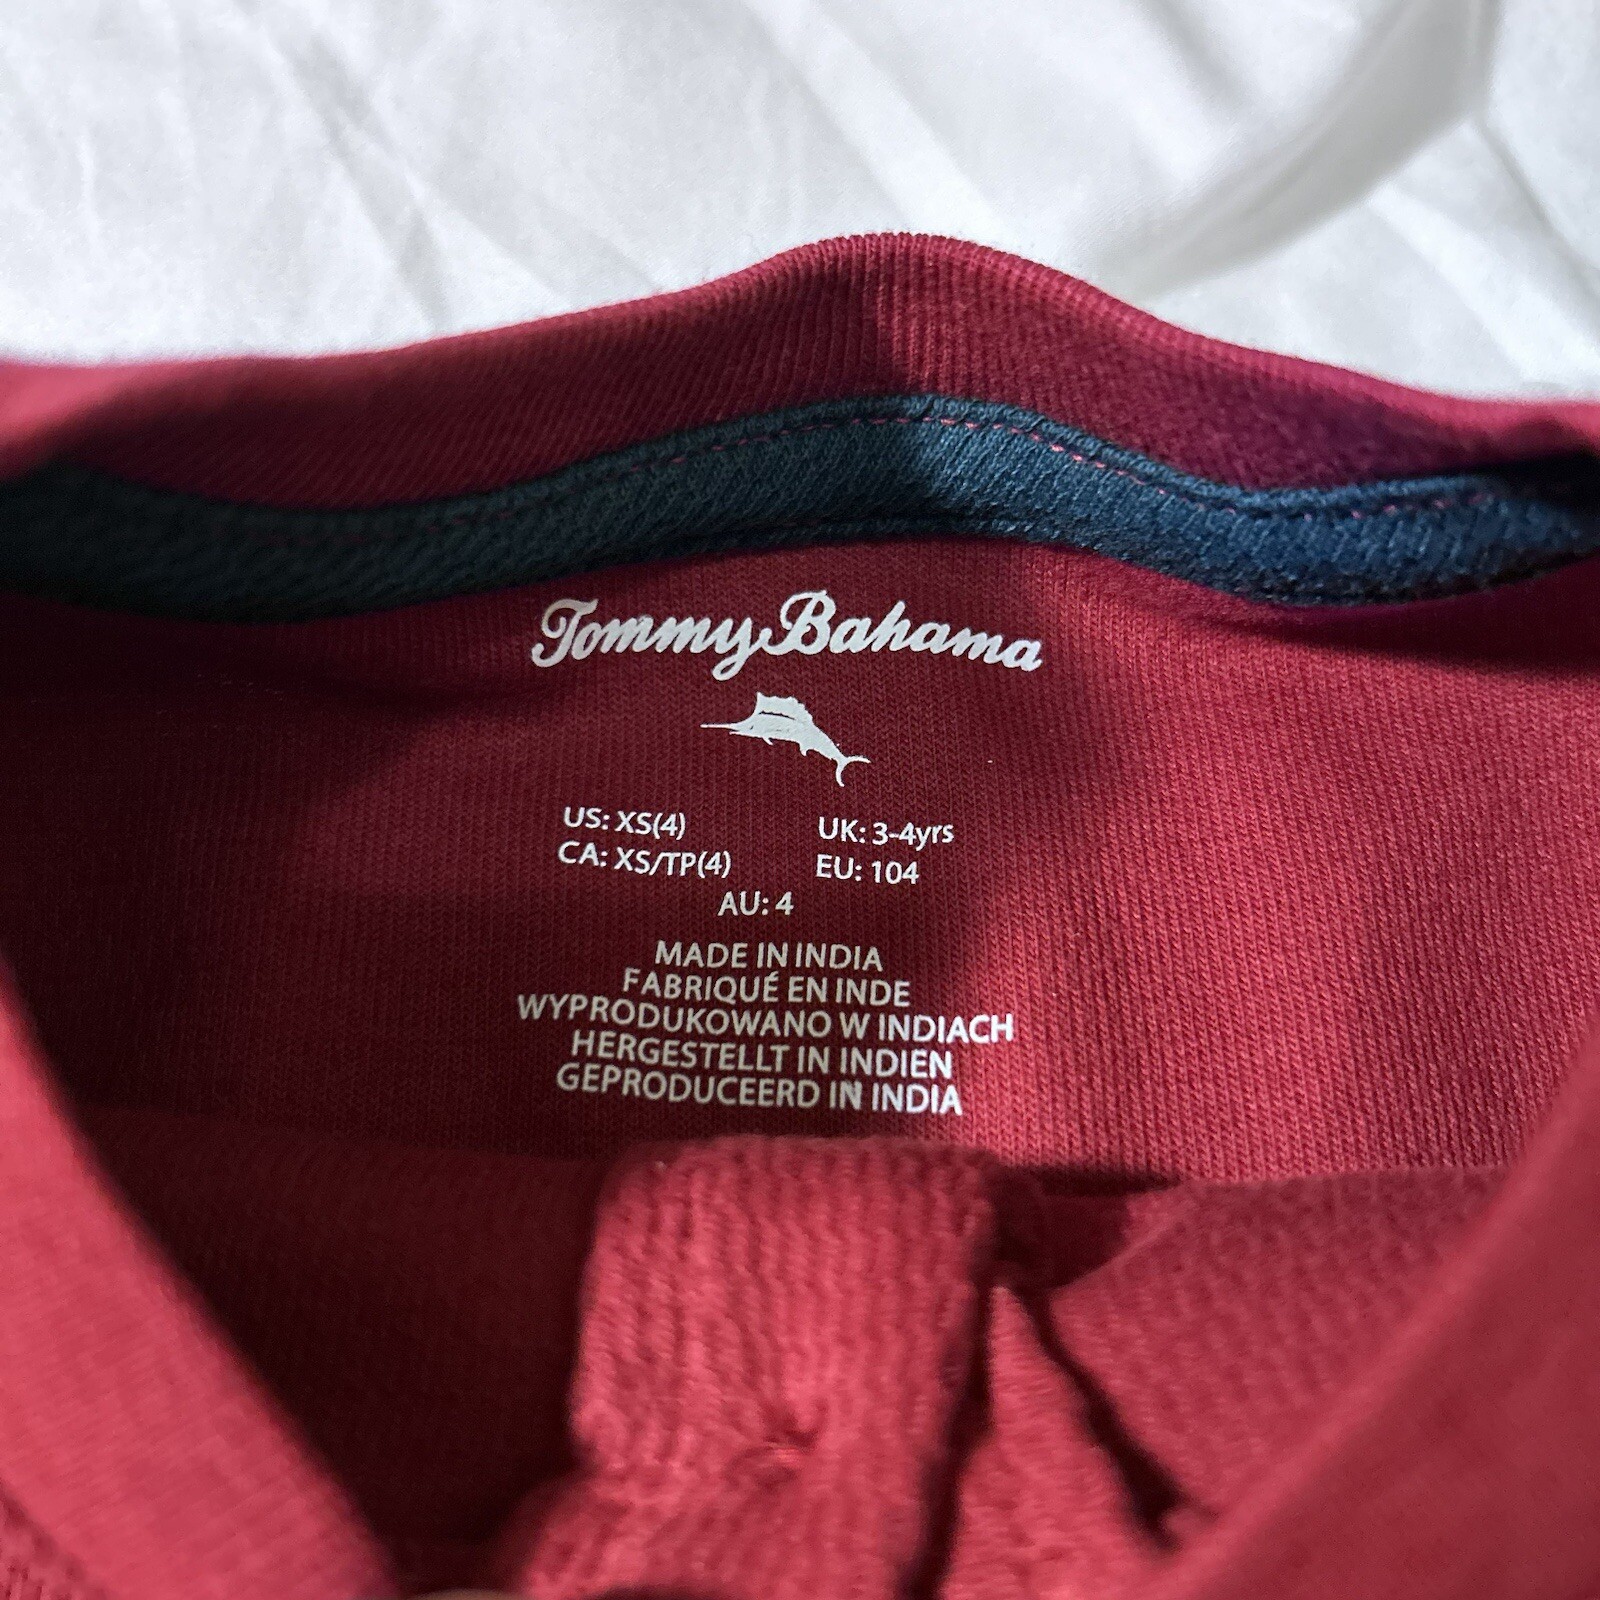 Tommy Bahama
US: XS(4) UK: 3-4yrs
CA: XS/TP(4) EU: 104
AU: 4
MADE IN INDIA
FABRIQUÉ EN INDE
WYPRODUKOWANO W INDIACH
HERGESTELLT IN INDIEN
GEPRODUCEERD IN INDIA